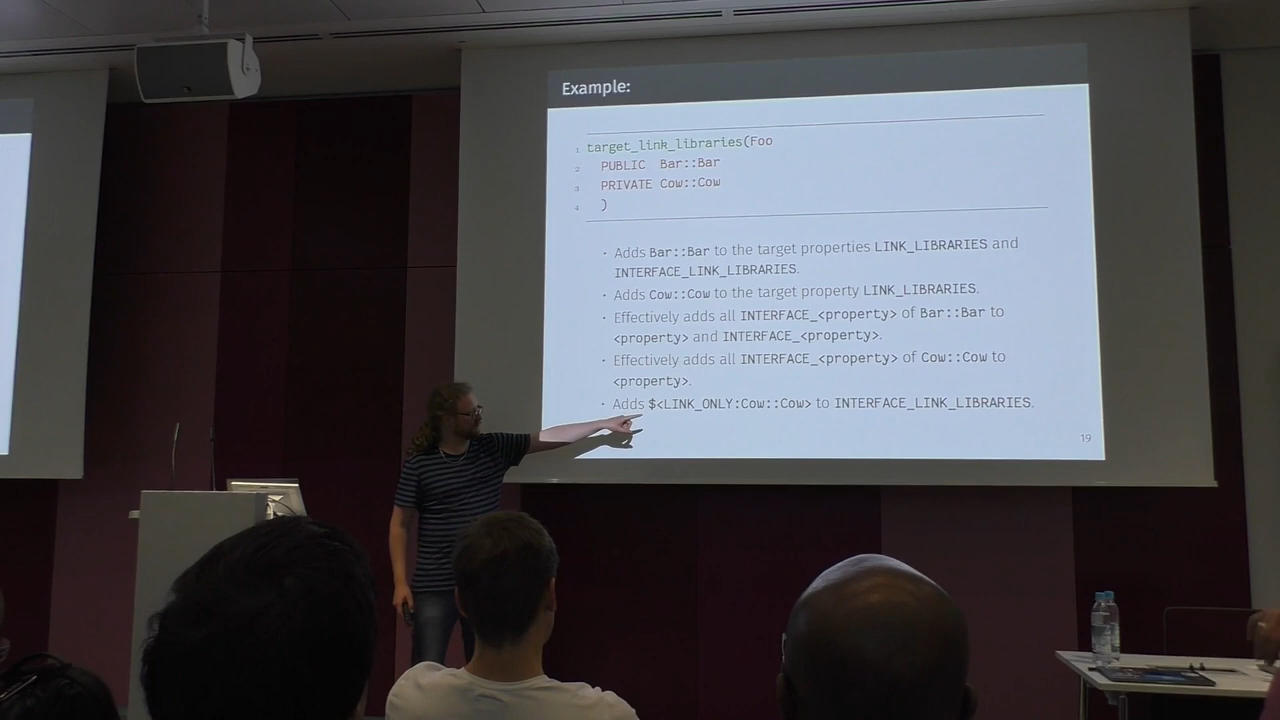 Example:
1 target_link_libraries(Foo
2 PUBLIC Bar::Bar
3 PRIVATE Cow::Cow
4 )
· Adds Bar::Bar to the target properties LINK_LIBRARIES and
INTERFACE_LINK_LIBRARIES.
· Adds Cow::Cow to the target property LINK_LIBRARIES.
· Effectively adds all INTERFACE_<property> of Bar::Bar to
<property> and INTERFACE_<property>.
· Effectively adds all INTERFACE_<property> of Cow::Cow to
<property>.
· Adds $<LINK_ONLY:Cow::Cow> to INTERFACE_LINK_LIBRARIES.
19